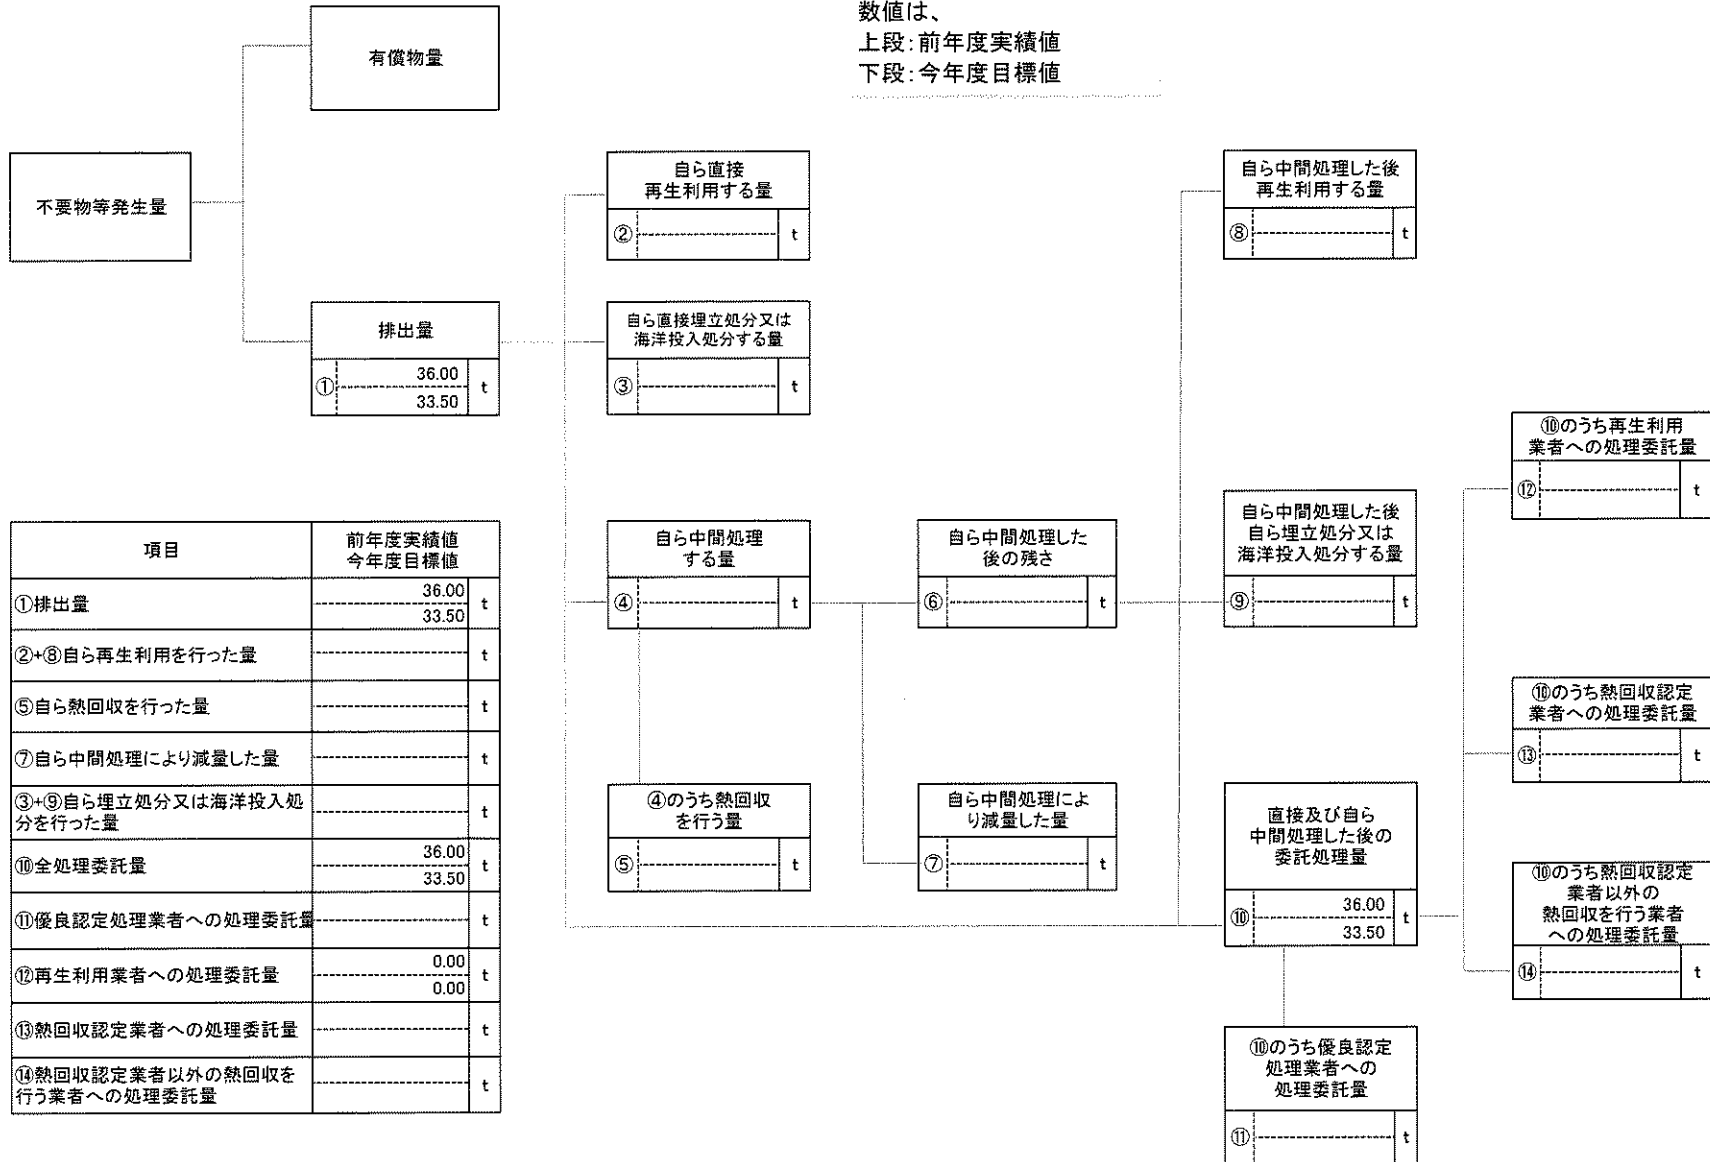 数値は、
上段：前年度実績値
下段：今年度目標値
有償物量
不要物等発生量
排出量
①
36.00
33.50
t
自ら直接
再生利用する量
②
t
自ら直接埋立処分又は
海洋投入処分する量
③
t
自ら中間処理
する量
④
t
④のうち熱回収
を行う量
⑤
t
自ら中間処理した
後の残さ
⑥
t
自ら中間処理によ
り減量した量
⑦
t
自ら中間処理した後
再生利用する量
⑧
t
自ら中間処理した後
自ら埋立処分又は
海洋投入処分する量
⑨
t
直接及び自ら
中間処理した後の
委託処理量
⑩
36.00
33.50
t
⑩のうち優良認定
処理業者への
処理委託量
⑪
t
⑩のうち再生利用
業者への処理委託量
⑫
t
⑩のうち熱回収認定
業者への処理委託量
⑬
t
⑩のうち熱回収認定
業者以外の
熱回収を行う業者
への処理委託量
⑭
t
項目
前年度実績値
今年度目標値
①排出量
36.00
33.50
t
②+⑧自ら再生利用を行った量
t
⑤自ら熱回収を行った量
t
⑦自ら中間処理により減量した量
t
③+⑨自ら埋立処分又は海洋投入処
分を行った量
t
⑩全処理委託量
36.00
33.50
t
⑪優良認定処理業者への処理委託量
t
⑫再生利用業者への処理委託量
0.00
0.00
t
⑬熱回収認定業者への処理委託量
t
⑭熱回収認定業者以外の熱回収を
行う業者への処理委託量
t